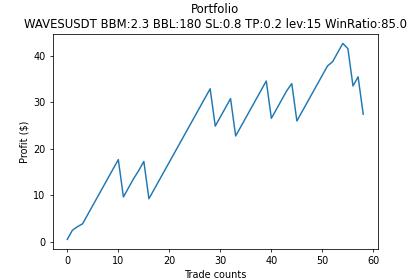 Portfolio
WAVESUSDT BBM:2.3 BBL:180 SL:0.8 TP:0.2 lev:15 WinRatio:85.0
40
30
20
10
0
Profit ($)
0 10 20 30 40 50 60
Trade counts